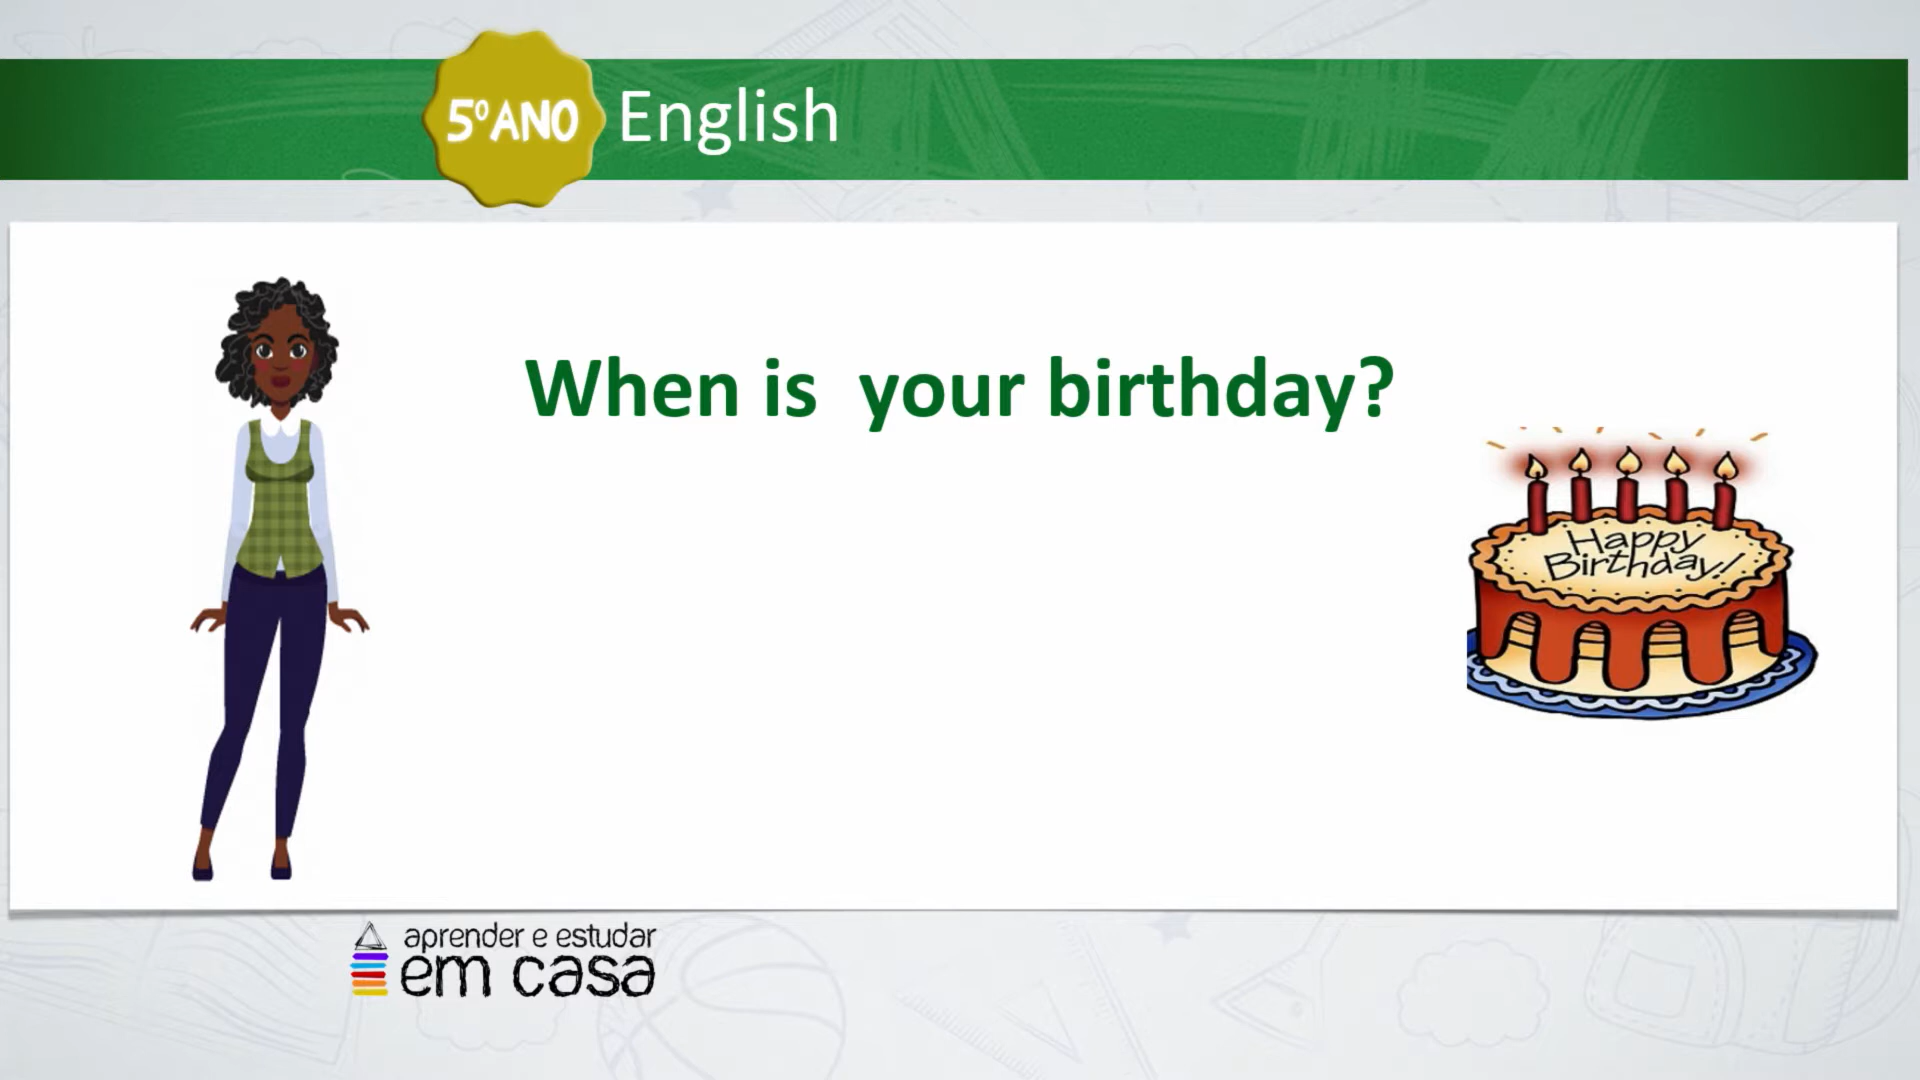 5ºANO English
When is your birthday?
Happy
Birthday!
aprender e estudar
em casa